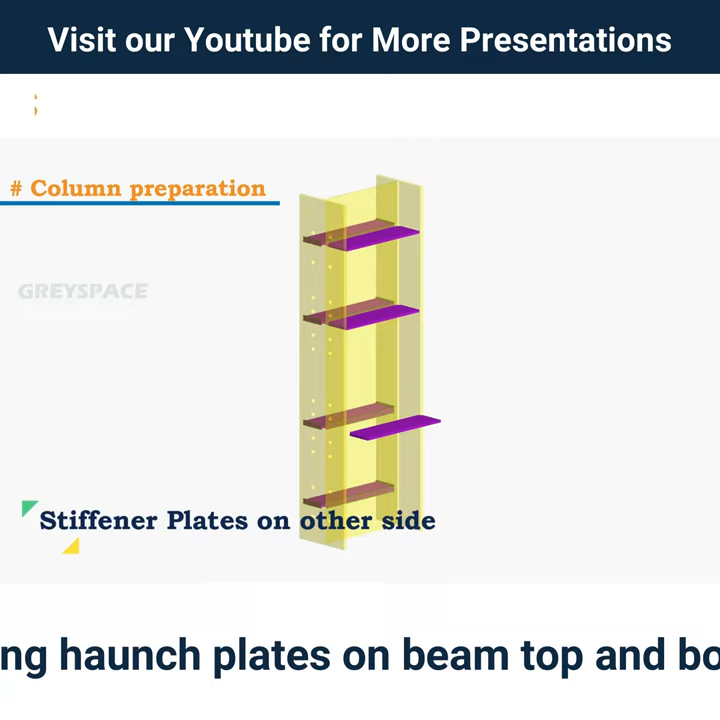 Visit our Youtube for More Presentations
# Column preparation
GREYSPACE
Stiffener Plates on other side
ng haunch plates on beam top and bo